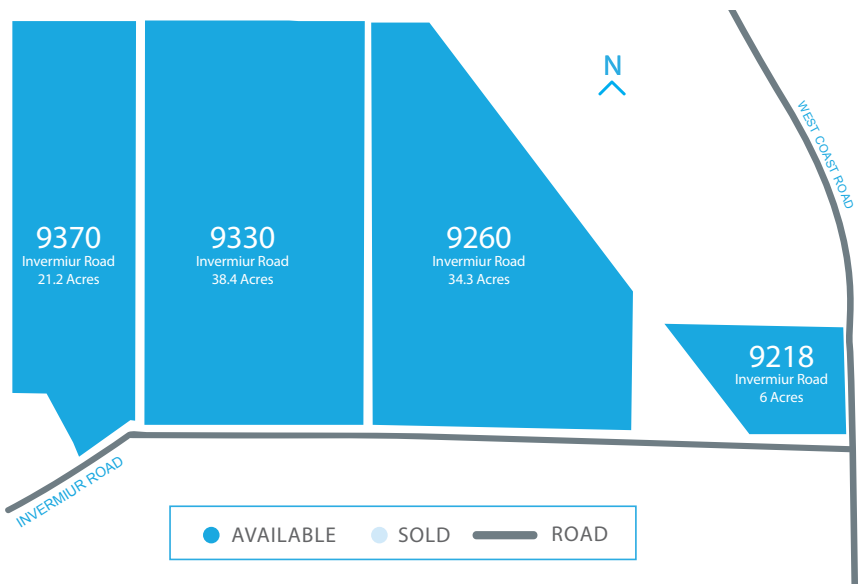 N
WEST COAST ROAD
9370
Invermiur Road
21.2 Acres
9330
Invermiur Road
38.4 Acres
9260
Invermiur Road
34.3 Acres
9218
Invermiur Road
6 Acres
INVERMIUR ROAD
AVAILABLE
SOLD
ROAD